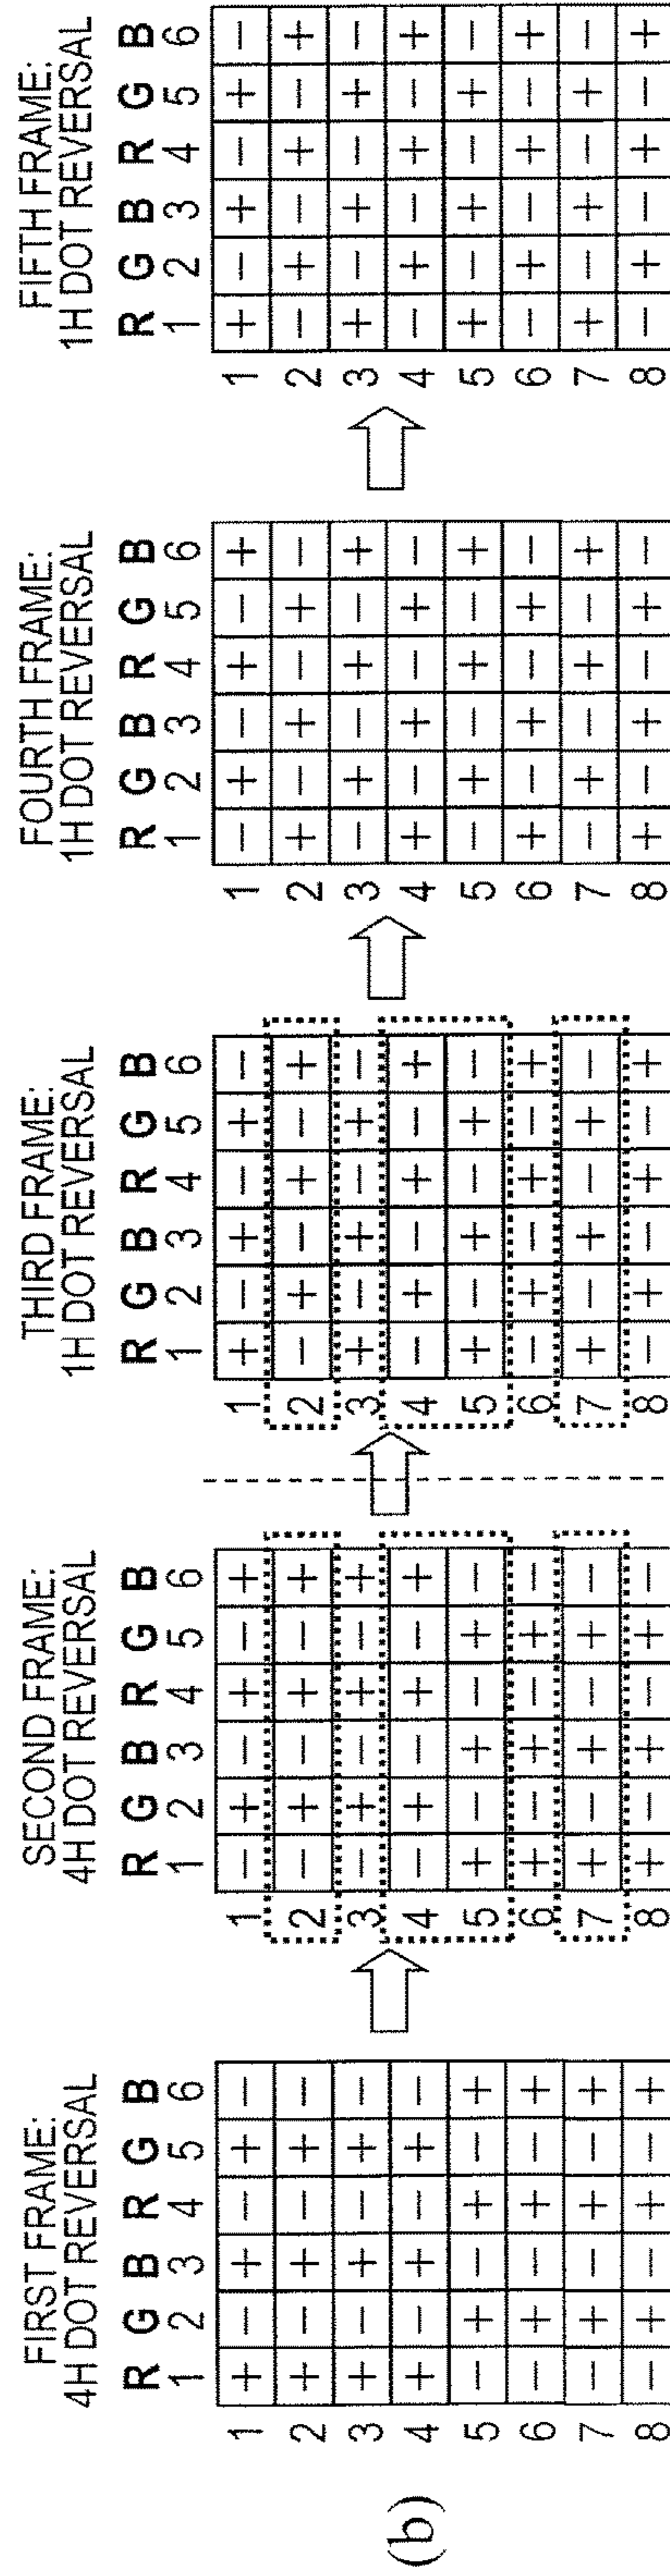 (b)
FIRST FRAME:
4H DOT REVERSAL
R G B R G B
1 2 3 4 5 6
1 + − + − + −
2 + − + − + −
3 + − + − + −
4 + − + − + −
5 − + − + − +
6 − + − + − +
7 − + − + − +
8 − + − + − +
SECOND FRAME:
4H DOT REVERSAL
R G B R G B
1 2 3 4 5 6
1 − + − + − +
2 − + − + − +
3 − + − + − +
4 − + − + − +
5 + − + − + −
6 + − + − + −
7 + − + − + −
8 + − + − + −
THIRD FRAME:
1H DOT REVERSAL
R G B R G B
1 2 3 4 5 6
1 + − + − + −
2 − + − + − +
3 + − + − + −
4 − + − + − +
5 + − + − + −
6 − + − + − +
7 + − + − + −
8 − + − + − +
FOURTH FRAME:
1H DOT REVERSAL
R G B R G B
1 2 3 4 5 6
1 − + − + − +
2 + − + − + −
3 − + − + − +
4 + − + − + −
5 − + − + − +
6 + − + − + −
7 − + − + − +
8 + − + − + −
FIFTH FRAME:
1H DOT REVERSAL
R G B R G B
1 2 3 4 5 6
1 + − + − + −
2 − + − + − +
3 + − + − + −
4 − + − + − +
5 + − + − + −
6 − + − + − +
7 + − + − + −
8 − + − + − +